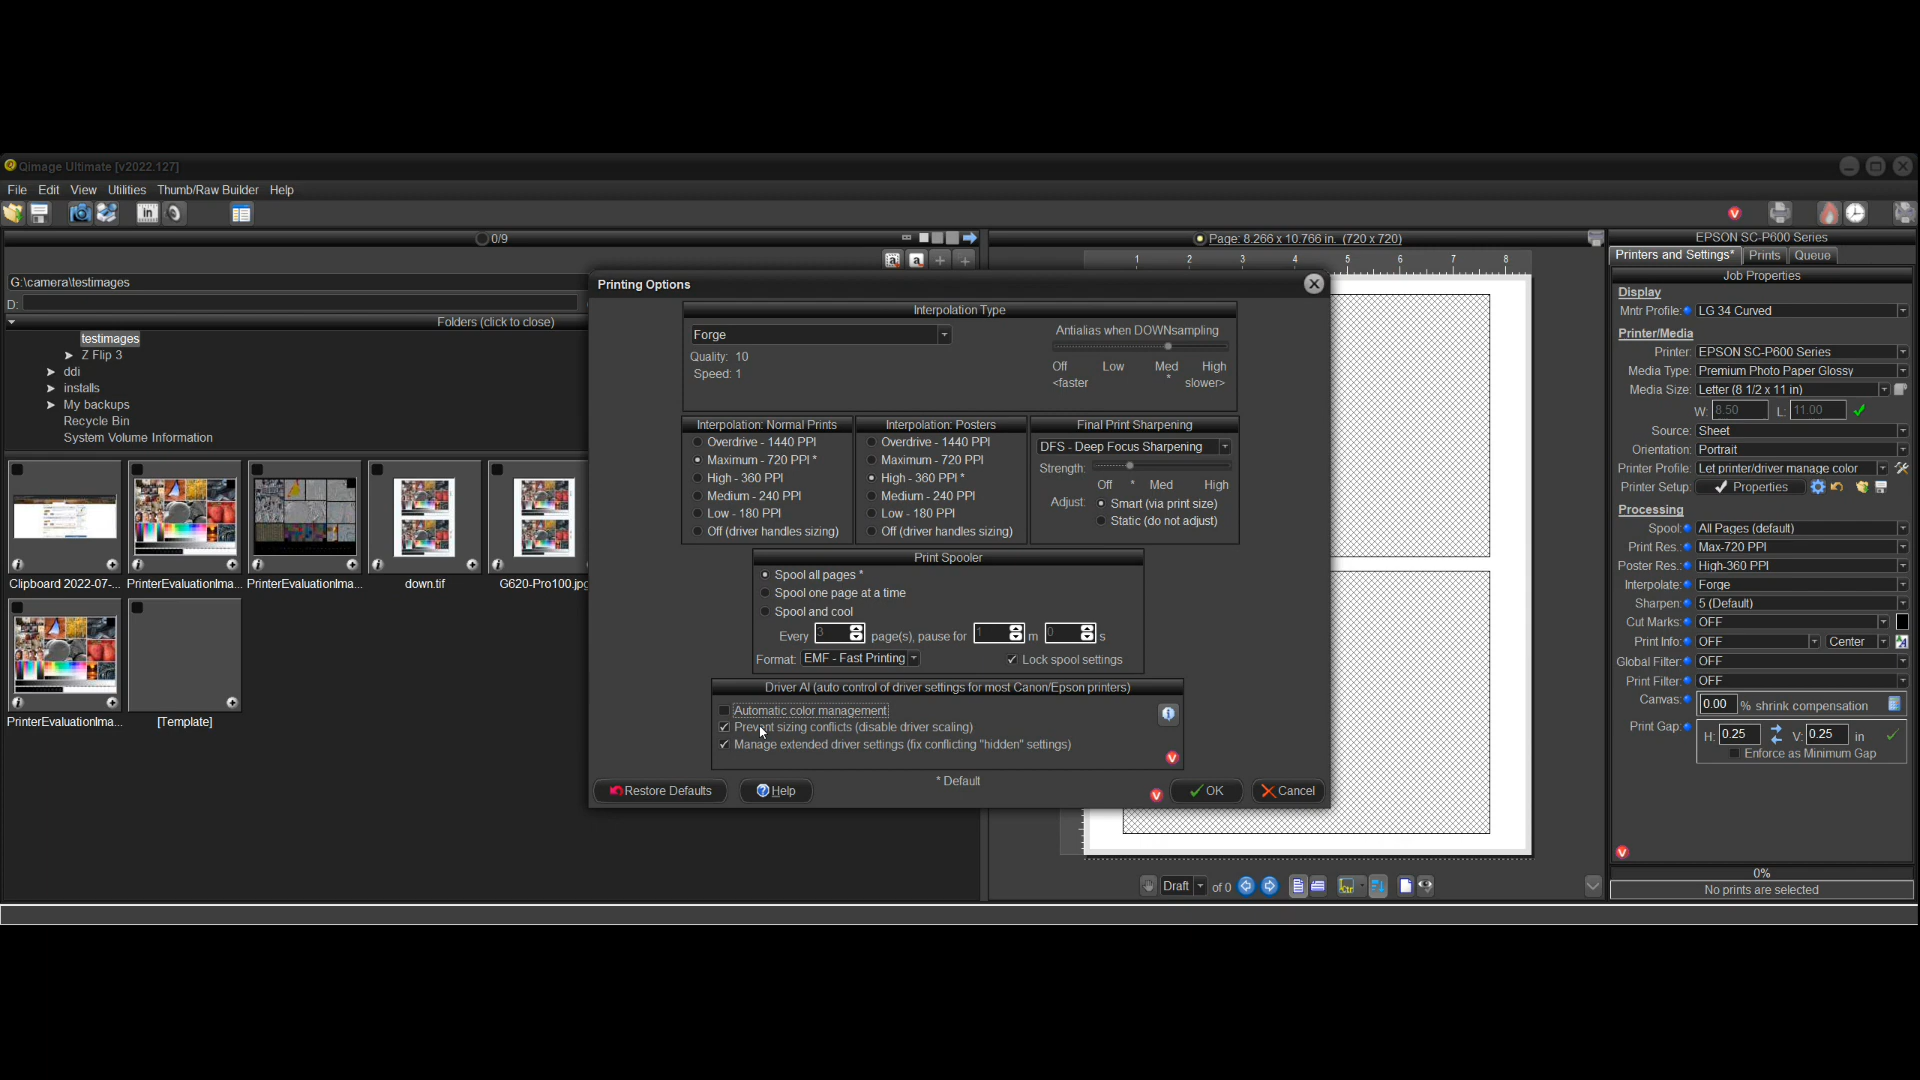 Qimage Ultimate [v2022.127]
File Edit View Utilities Thumb/Raw Builder Help
in
V
0/9
Page: 8.266 x 10.766 in. (720 x 720)
EPSON SC-P600 Series
Printers and Settings* Prints Queue
Job Properties
a a
1 2 3 4 5 6 7 8
G:\camera\testimages
D:
Folders (click to close)
testimages
Z Flip 3
ddi
installs
My backups
Recycle Bin
System Volume Information
Clipboard 2022-07-... PrinterEvaluationIma... PrinterEvaluationIma... down.tif G620-Pro100.jpg
PrinterEvaluationIma... [Template]
Printing Options
Interpolation Type
Forge
Quality: 10
Speed: 1
Antialias when DOWNsampling
Off Low Med High
<faster * slower>
Interpolation: Normal Prints
Overdrive - 1440 PPI
Maximum - 720 PPI *
High - 360 PPI
Medium - 240 PPI
Low - 180 PPI
Off (driver handles sizing)
Interpolation: Posters
Overdrive - 1440 PPI
Maximum - 720 PPI
High - 360 PPI *
Medium - 240 PPI
Low - 180 PPI
Off (driver handles sizing)
Final Print Sharpening
DFS - Deep Focus Sharpening
Strength:
Off * Med High
Adjust: Smart (via print size)
Static (do not adjust)
Print Spooler
Spool all pages *
Spool one page at a time
Spool and cool
Every 3 page(s), pause for 1 m 0 s
Format: EMF - Fast Printing Lock spool settings
Driver AI (auto control of driver settings for most Canon/Epson printers)
Automatic color management
Prevent sizing conflicts (disable driver scaling)
Manage extended driver settings (fix conflicting "hidden" settings)
V
* Default
Restore Defaults Help V OK Cancel
Draft of 0
Display
Mntr Profile: LG 34 Curved
Printer/Media
Printer: EPSON SC-P600 Series
Media Type: Premium Photo Paper Glossy
Media Size: Letter (8 1/2 x 11 in)
W: 8.50 L: 11.00
Source: Sheet
Orientation: Portrait
Printer Profile: Let printer/driver manage color
Printer Setup: Properties
Processing
Spool: All Pages (default)
Print Res.: Max-720 PPI
Poster Res.: High-360 PPI
Interpolate: Forge
Sharpen: 5 (Default)
Cut Marks: OFF
Print Info: OFF Center
Global Filter: OFF
Print Filter: OFF
Canvas: 0.00 % shrink compensation
Print Gap: H: 0.25 V: 0.25 in
Enforce as Minimum Gap
V
0%
No prints are selected